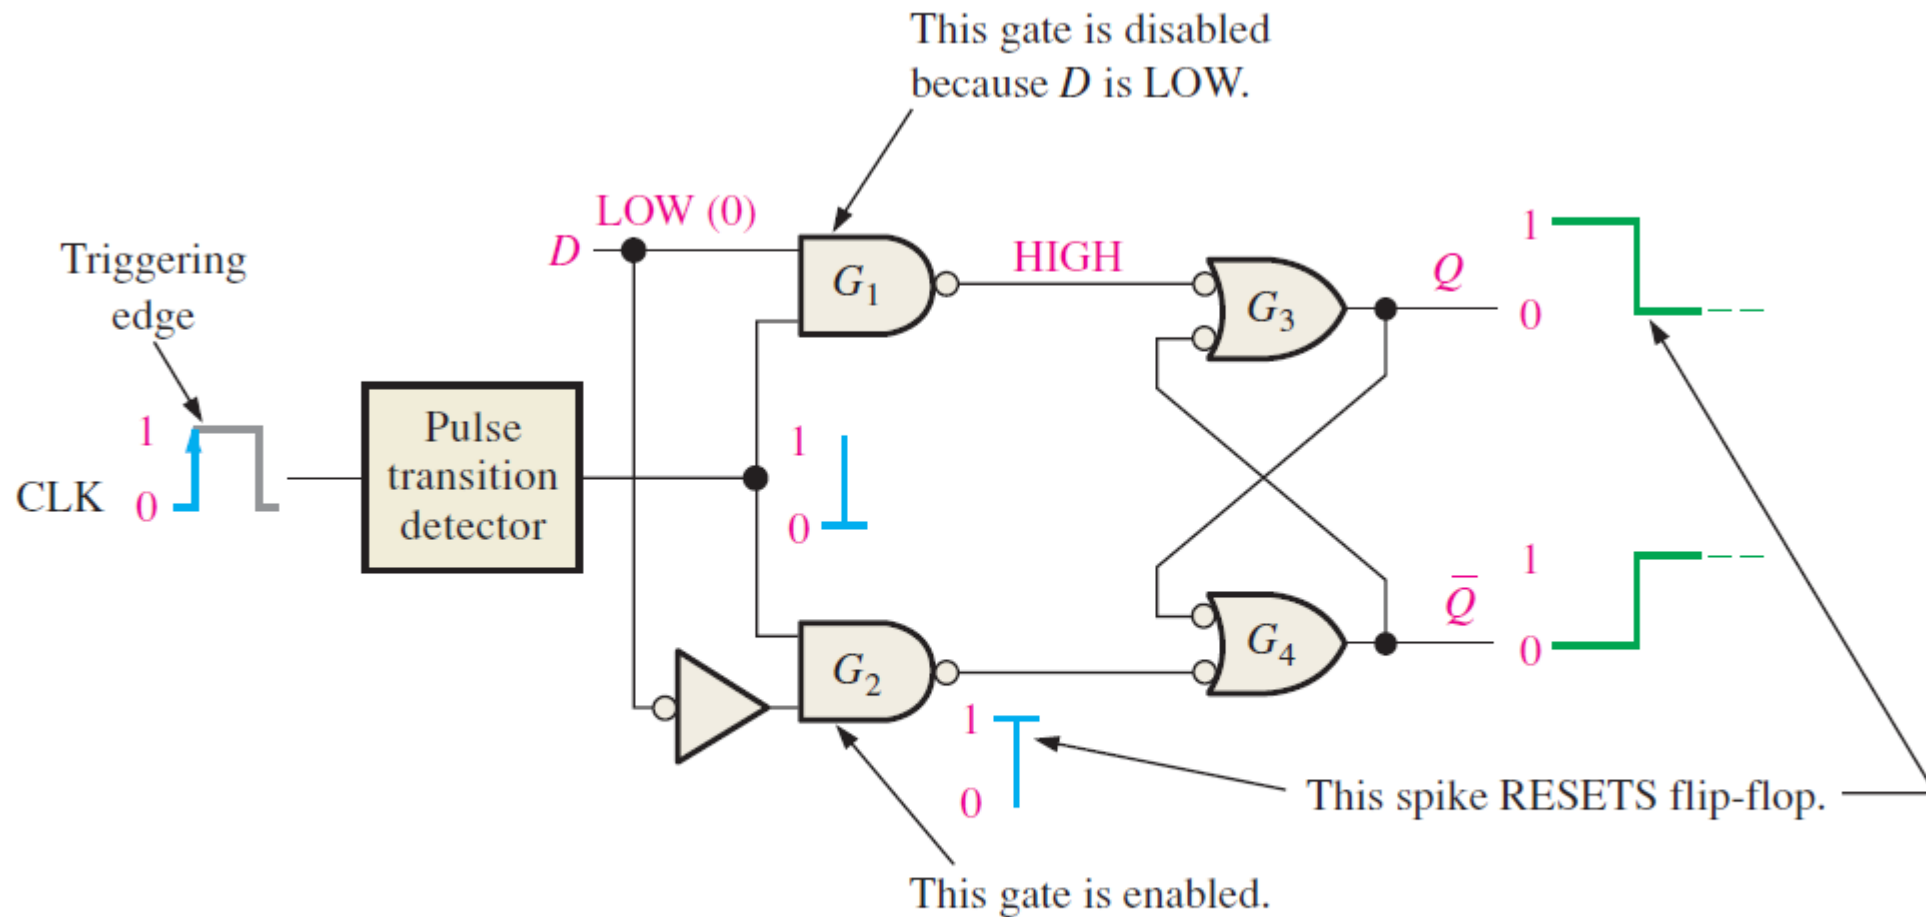 This gate is disabled
because D is LOW.
LOW (0)
D
Triggering
edge
G₁
HIGH
G₃
Q
1
0
1
0
CLK
Pulse
transition
detector
1
0
G₂
G₄
Q̅
1
0
1
0
This spike RESETS flip-flop.
This gate is enabled.